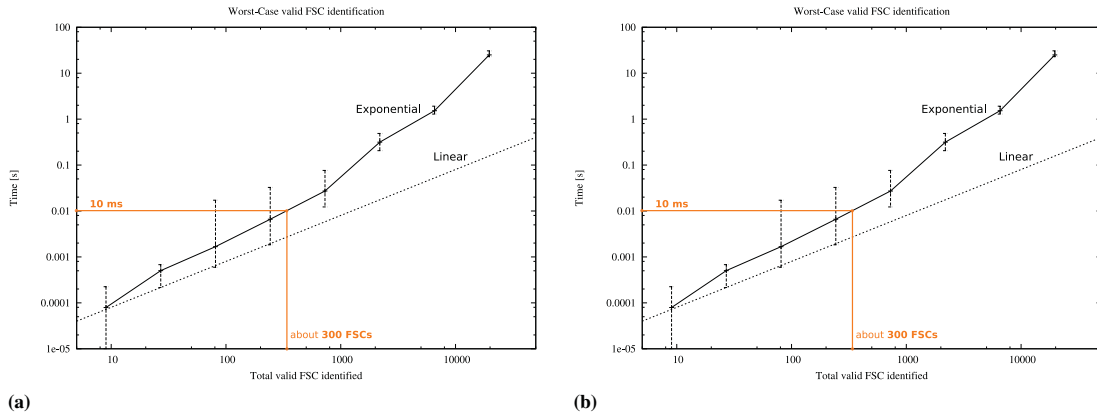 Worst-Case valid FSC identification
100
10
1
0.1
0.01
0.001
0.0001
1e-05
Time [s]
Exponential
Linear
10 ms
about 300 FSCs
10
100
1000
10000
Total valid FSC identified
(a)
Worst-Case valid FSC identification
100
10
1
0.1
0.01
0.001
0.0001
1e-05
Time [s]
Exponential
Linear
10 ms
about 300 FSCs
10
100
1000
10000
Total valid FSC identified
(b)